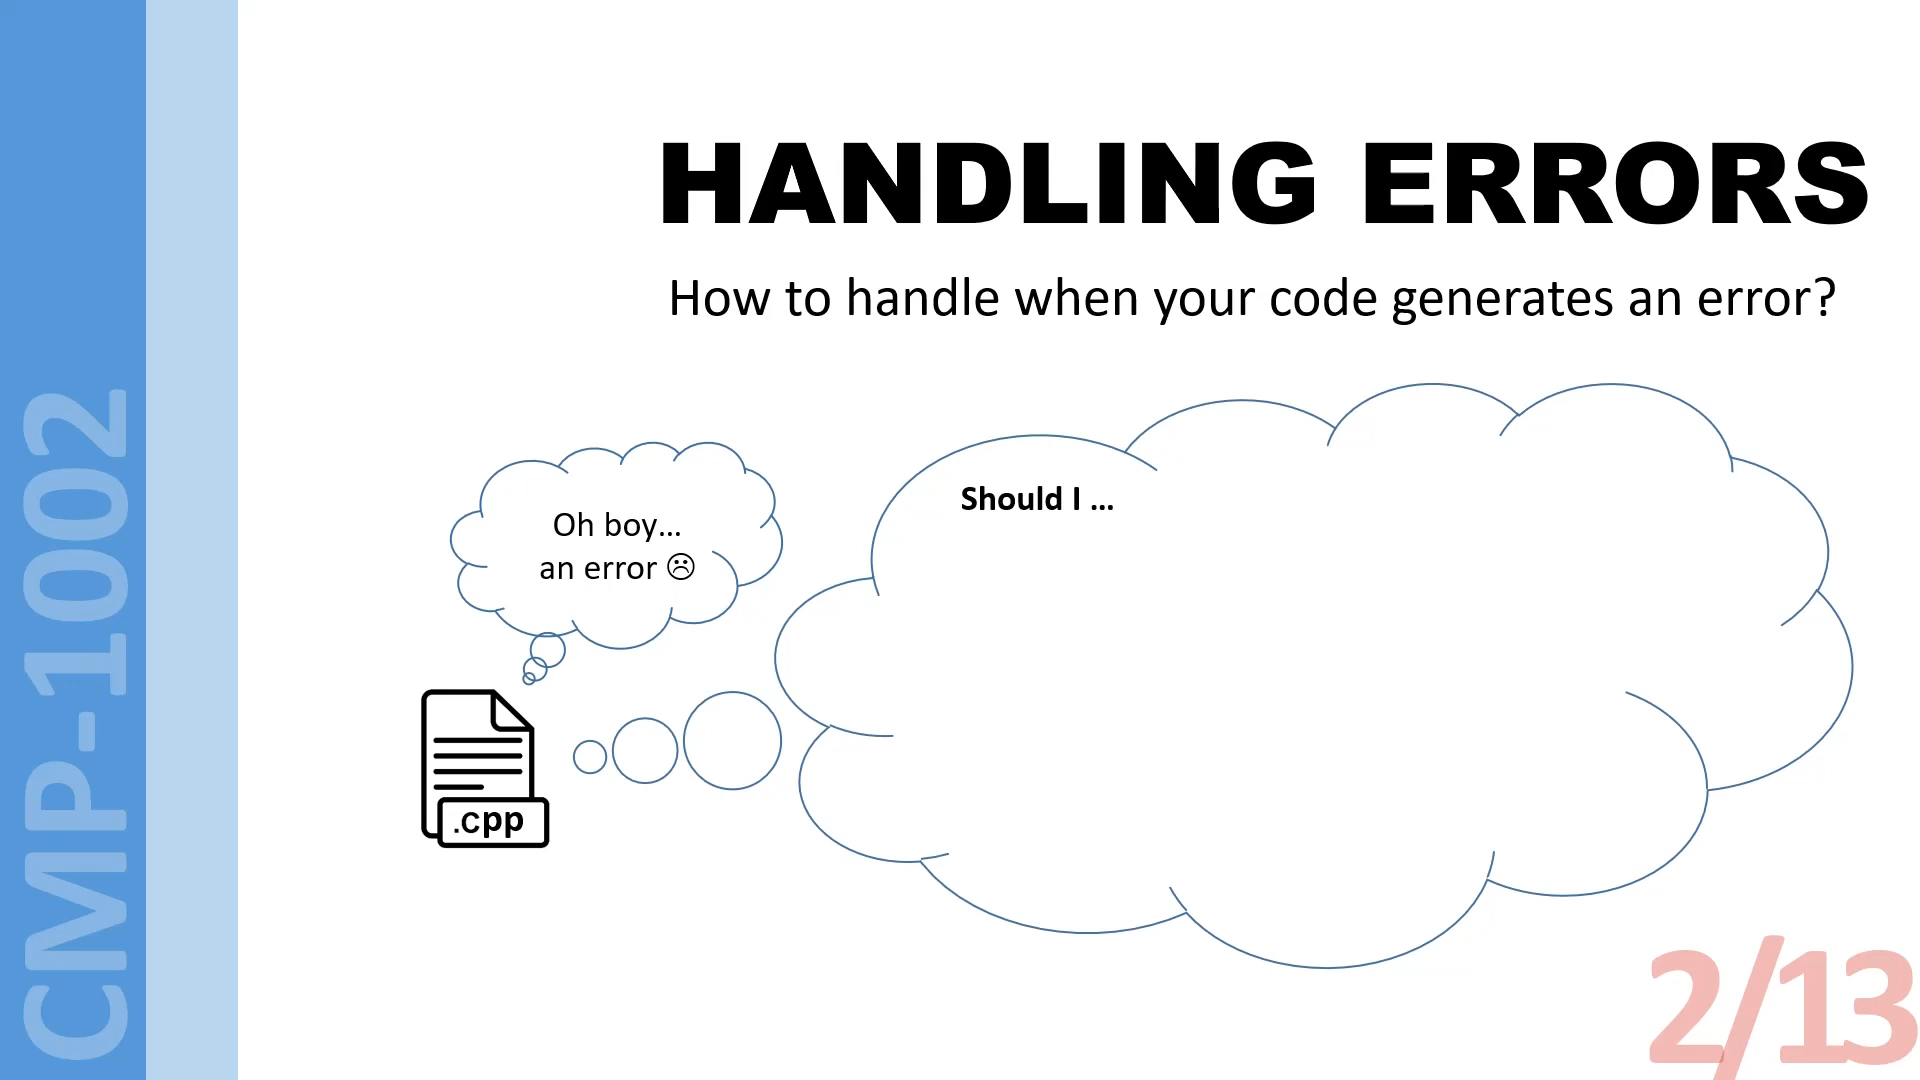 CMP-1002
HANDLING ERRORS
How to handle when your code generates an error?
Oh boy...
an error ☹
Should I ...
.cpp
2/13